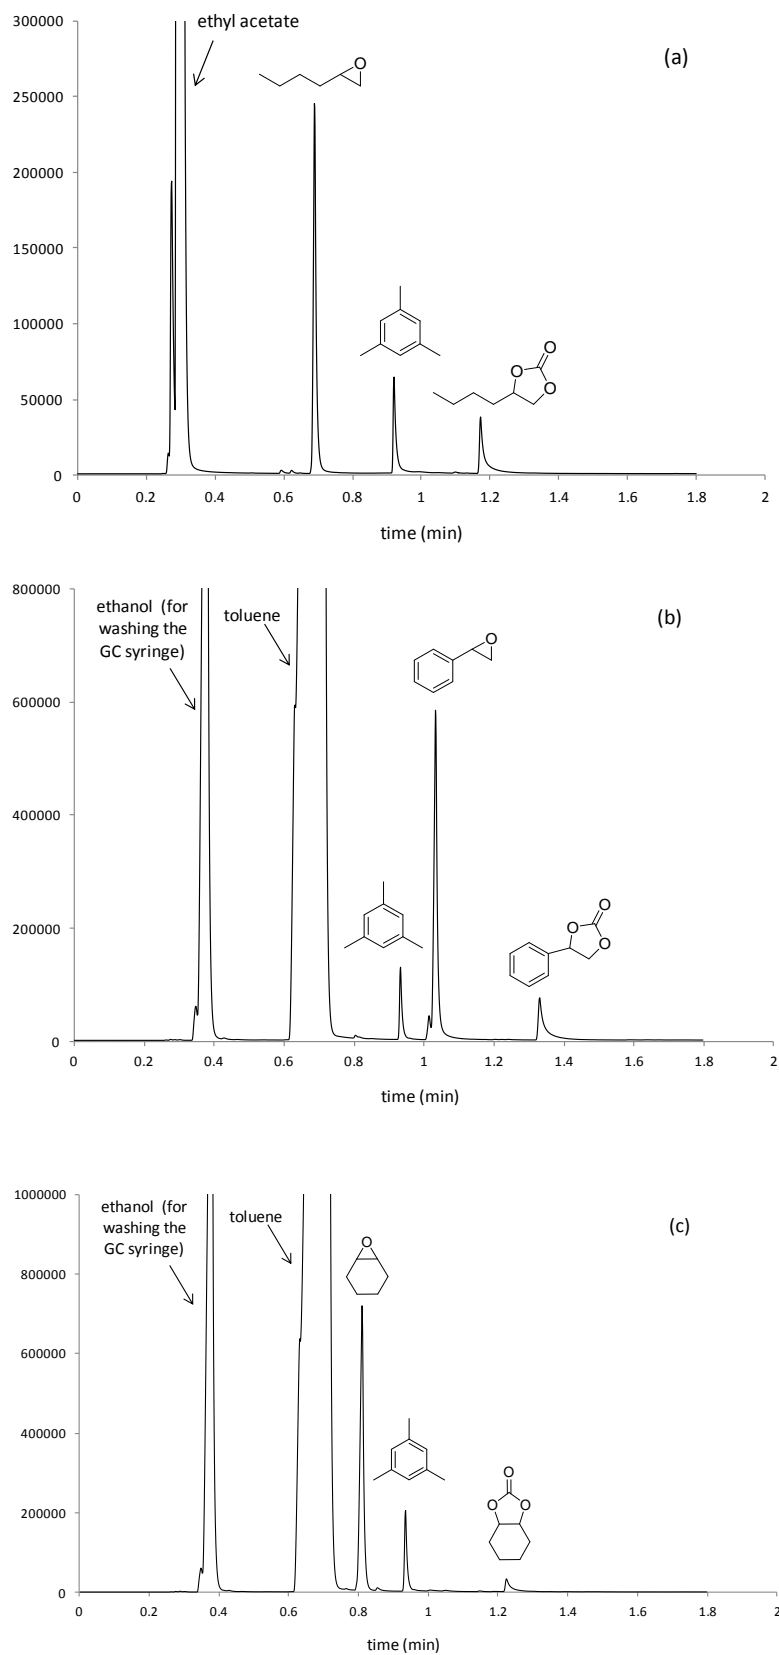 300000
ethyl acetate
(a)
O
250000
200000
150000
100000
O
O
O
50000
0
0
0.2
0.4
0.6
0.8
1
1.2
1.4
1.6
1.8
2
time (min)
800000
ethanol (for
washing the
GC syringe)
toluene
(b)
O
600000
400000
O
O
O
200000
0
0
0.2
0.4
0.6
0.8
1
1.2
1.4
1.6
1.8
2
time (min)
1000000
ethanol (for
washing the
GC syringe)
toluene
(c)
O
800000
600000
400000
O
O
O
200000
0
0
0.2
0.4
0.6
0.8
1
1.2
1.4
1.6
1.8
2
time (min)